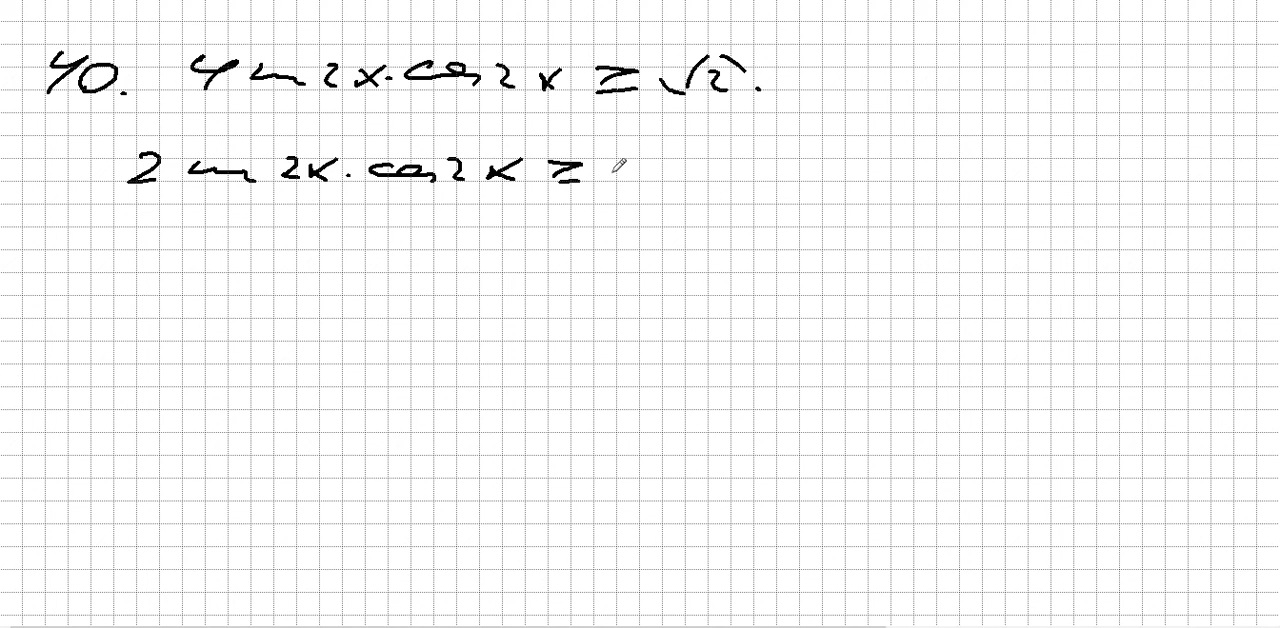 40. 4 sin 2x · cos 2x ≥ √2.
2 sin 2x · cos 2x ≥